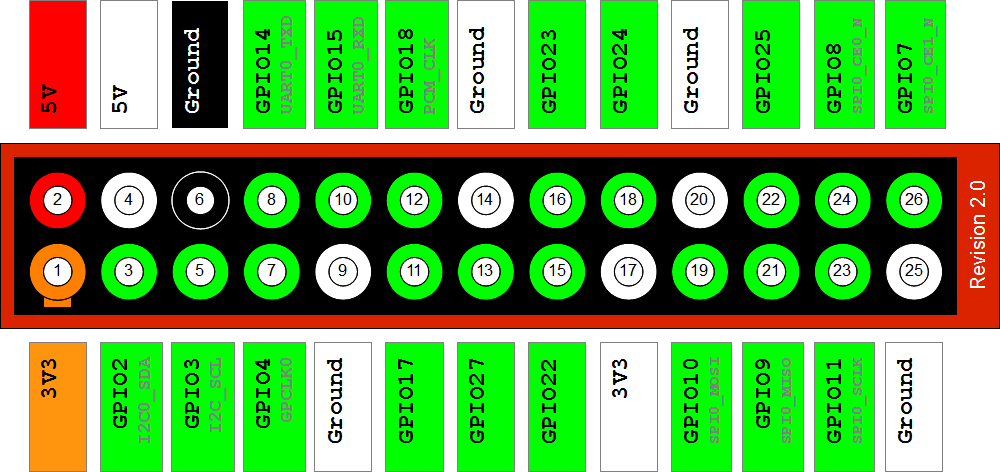 5V
5V
Ground
GPIO14
UART0_TXD
GPIO15
UART0_RXD
GPIO18
PCM_CLK
Ground
GPIO23
GPIO24
Ground
GPIO25
GPIO8
SPI0_CE0_N
GPIO7
SPI0_CE1_N
2 4 6 8 10 12 14 16 18 20 22 24 26
1 3 5 7 9 11 13 15 17 19 21 23 25
Revision 2.0
3V3
GPIO2
I2C0_SDA
GPIO3
I2C_SCL
GPIO4
GPCLK0
Ground
GPIO17
GPIO27
GPIO22
3V3
GPIO10
SPI0_MOSI
GPIO9
SPI0_MISO
GPIO11
SPI0_SCLK
Ground